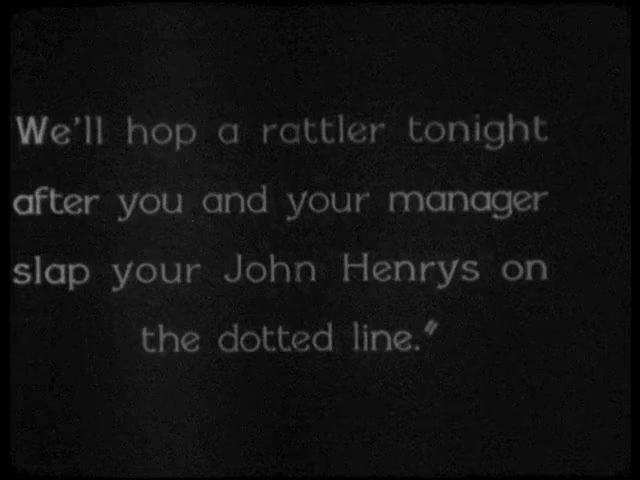 We'll hop a rattler tonight
after you and your manager
slap your John Henrys on
the dotted line."